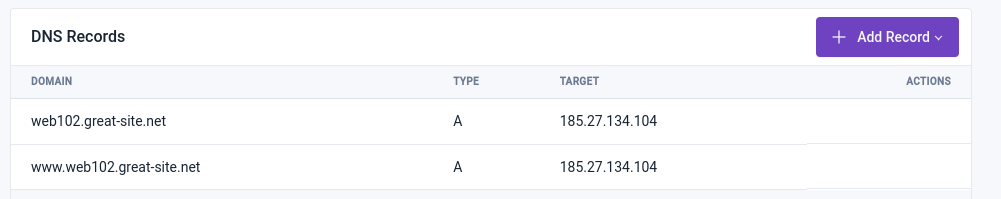 DNS Records
Add Record
DOMAIN TYPE TARGET ACTIONS
web102.great-site.net A 185.27.134.104
www.web102.great-site.net A 185.27.134.104